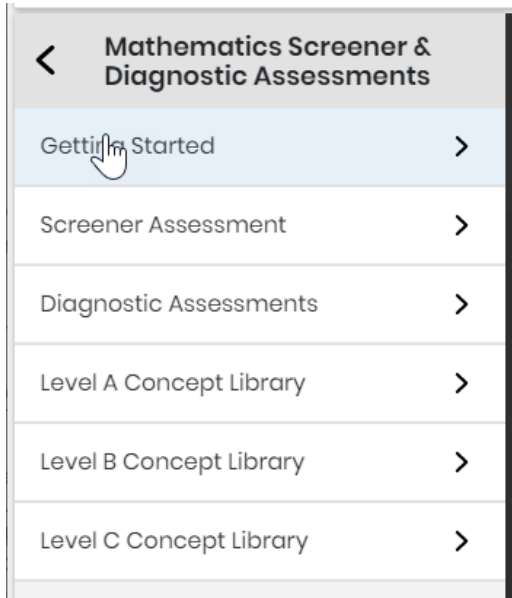 Mathematics Screener &
Diagnostic Assessments
Getting Started
Screener Assessment
Diagnostic Assessments
Level A Concept Library
Level B Concept Library
Level C Concept Library